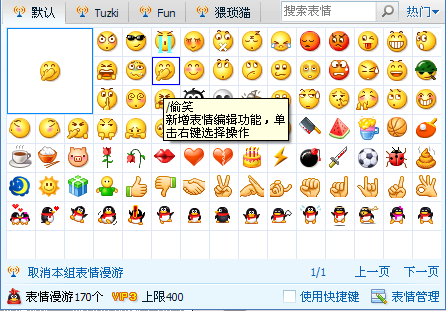 默认 Tuzki Fun 猥琐猫 搜索表情 热门
/偷笑
新增表情编辑功能，单
击右键选择操作
取消本组表情漫游 1/1 上一页 下一页
表情漫游170个 VIP3 上限400 使用快捷键 表情管理